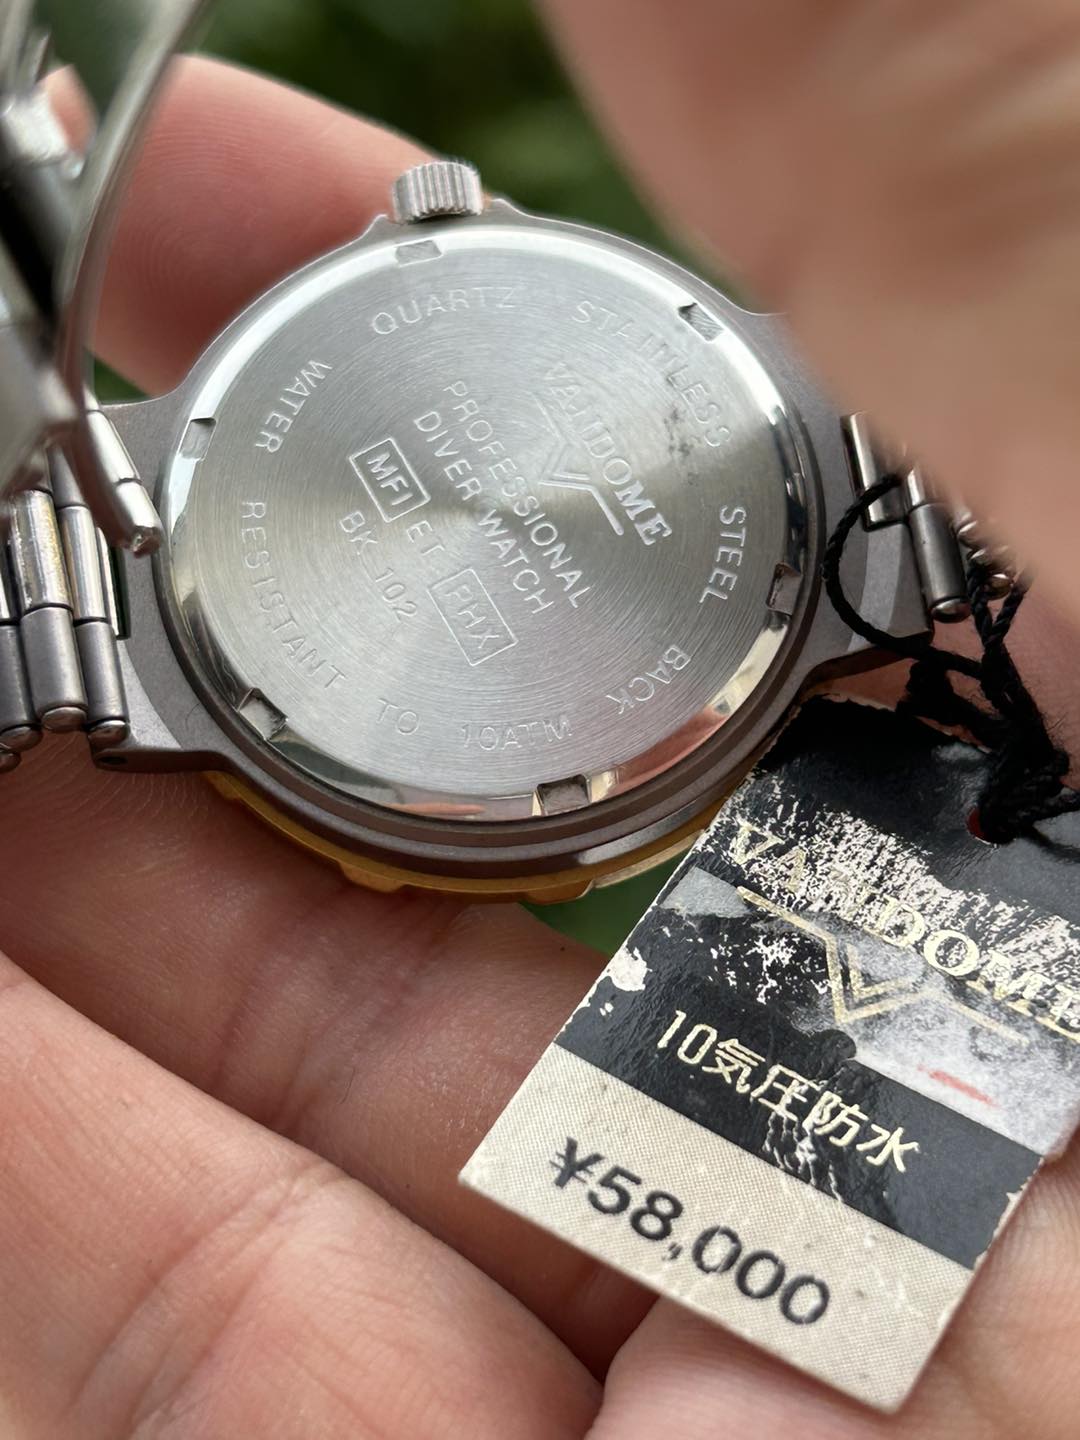 QUARTZ STAINLESS STEEL BACK
WATER RESISTANT TO 10ATM
VANDOME
PROFESSIONAL
DIVER WATCH
MFI ET PHX
BK 102
VANDOME
10気圧防水
¥58,000